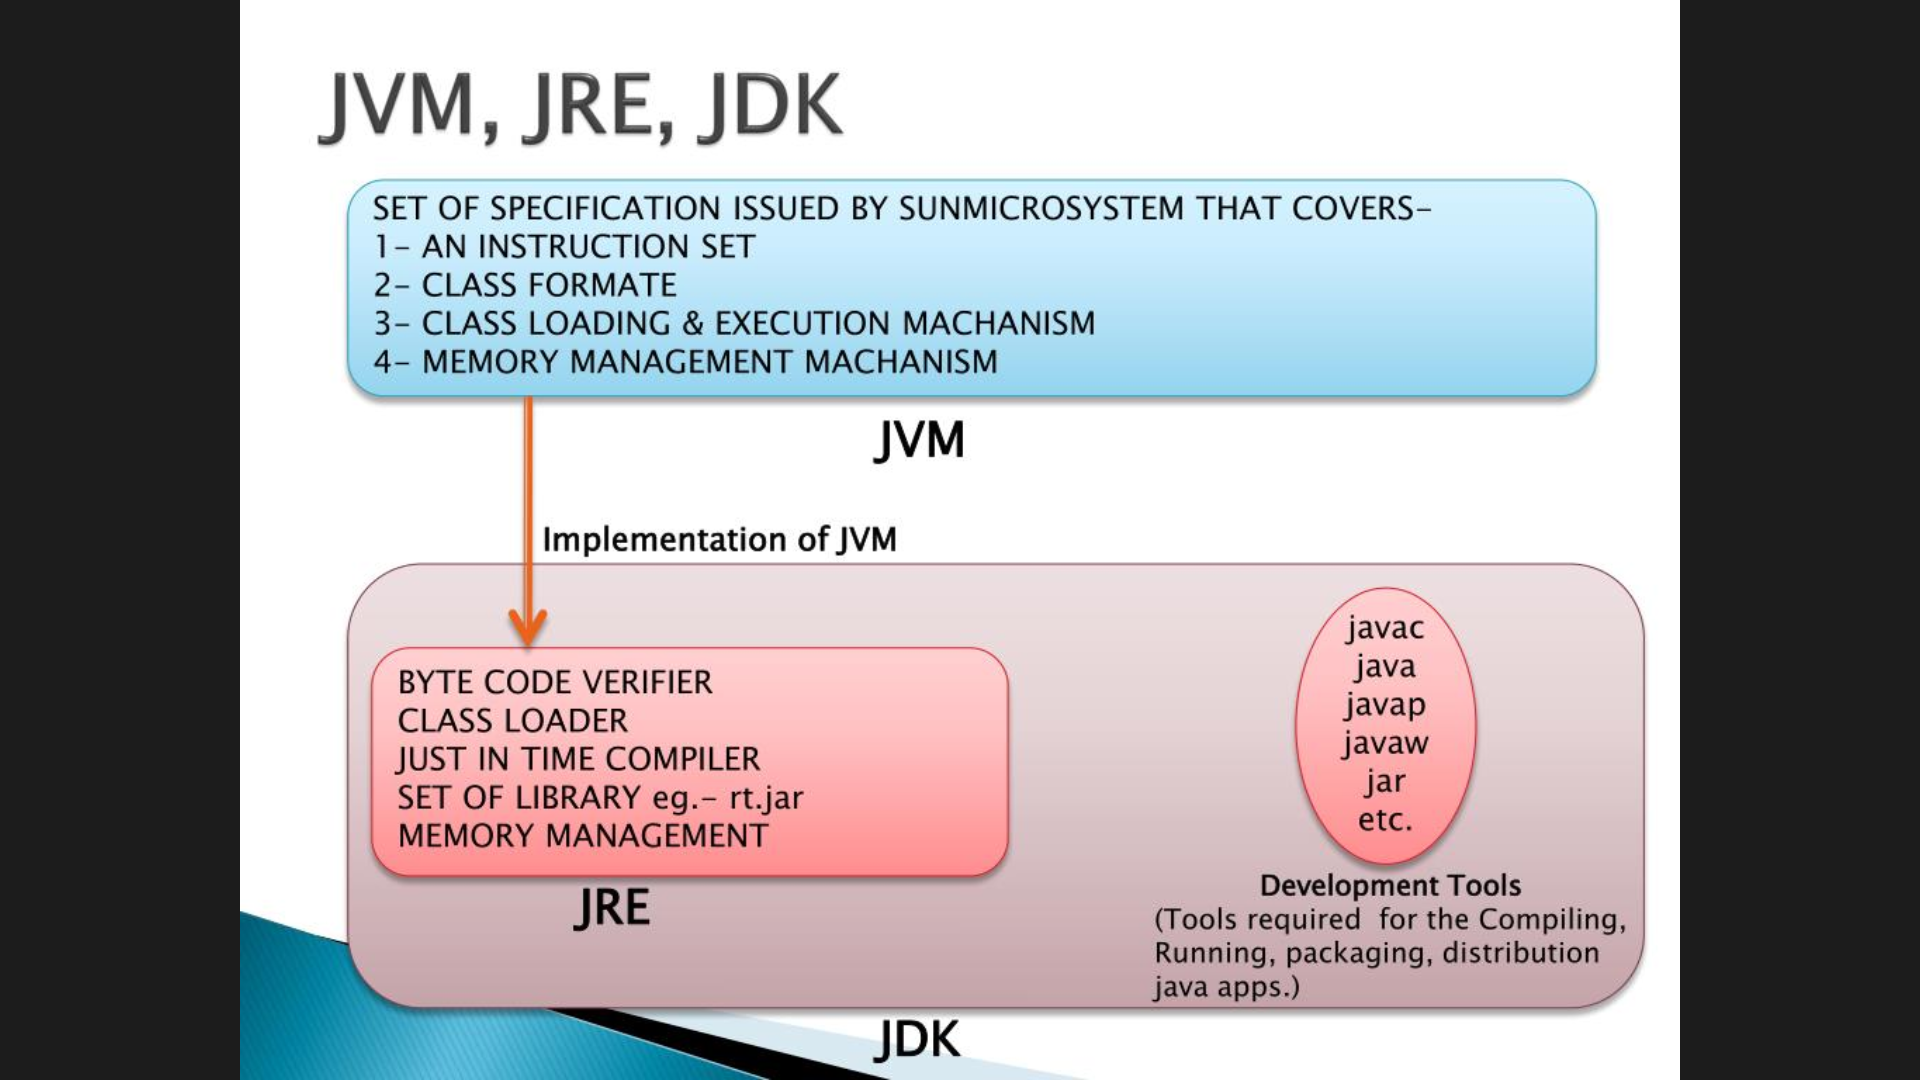 JVM, JRE, JDK
SET OF SPECIFICATION ISSUED BY SUNMICROSYSTEM THAT COVERS-
1- AN INSTRUCTION SET
2- CLASS FORMATE
3- CLASS LOADING & EXECUTION MACHANISM
4- MEMORY MANAGEMENT MACHANISM
JVM
Implementation of JVM
BYTE CODE VERIFIER
CLASS LOADER
JUST IN TIME COMPILER
SET OF LIBRARY eg.- rt.jar
MEMORY MANAGEMENT
JRE
javac
java
javap
javaw
jar
etc.
Development Tools
(Tools required for the Compiling,
Running, packaging, distribution
java apps.)
JDK